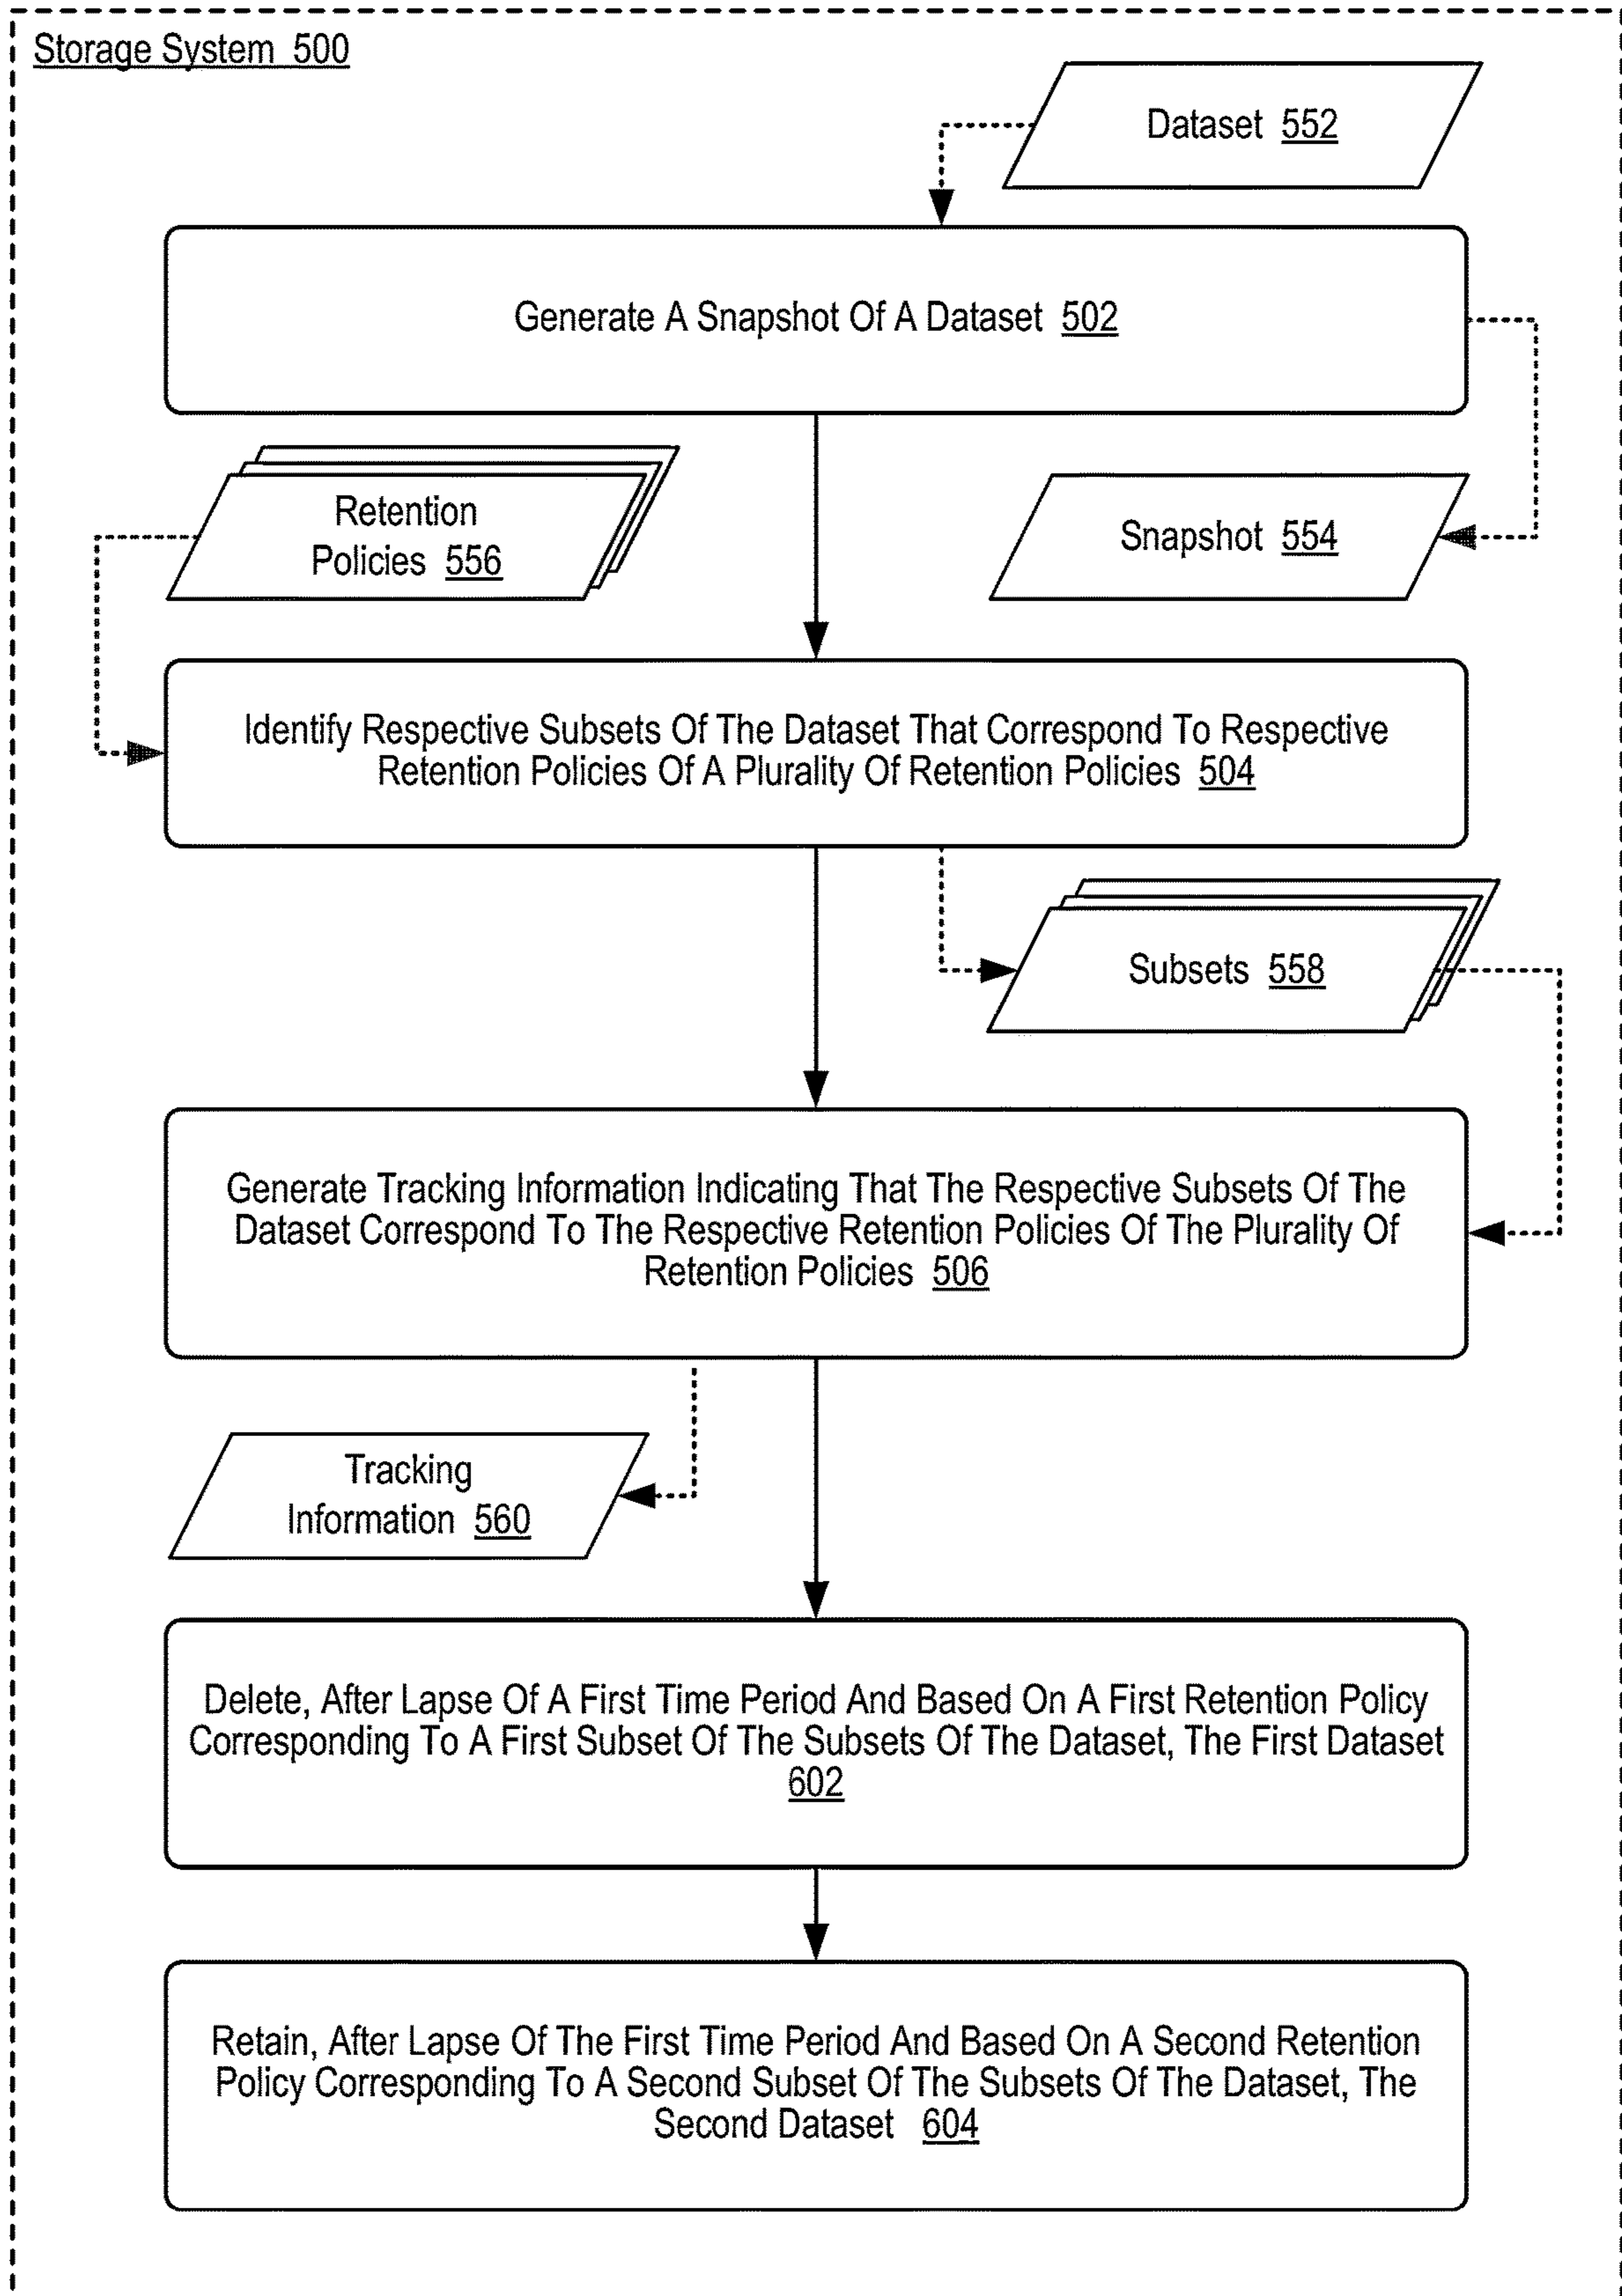 Storage System 500
Dataset 552
Generate A Snapshot Of A Dataset 502
Retention
Policies 556
Snapshot 554
Identify Respective Subsets Of The Dataset That Correspond To Respective
Retention Policies Of A Plurality Of Retention Policies 504
Subsets 558
Generate Tracking Information Indicating That The Respective Subsets Of The
Dataset Correspond To The Respective Retention Policies Of The Plurality Of
Retention Policies 506
Tracking
Information 560
Delete, After Lapse Of A First Time Period And Based On A First Retention Policy
Corresponding To A First Subset Of The Subsets Of The Dataset, The First Dataset
602
Retain, After Lapse Of The First Time Period And Based On A Second Retention
Policy Corresponding To A Second Subset Of The Subsets Of The Dataset, The
Second Dataset 604